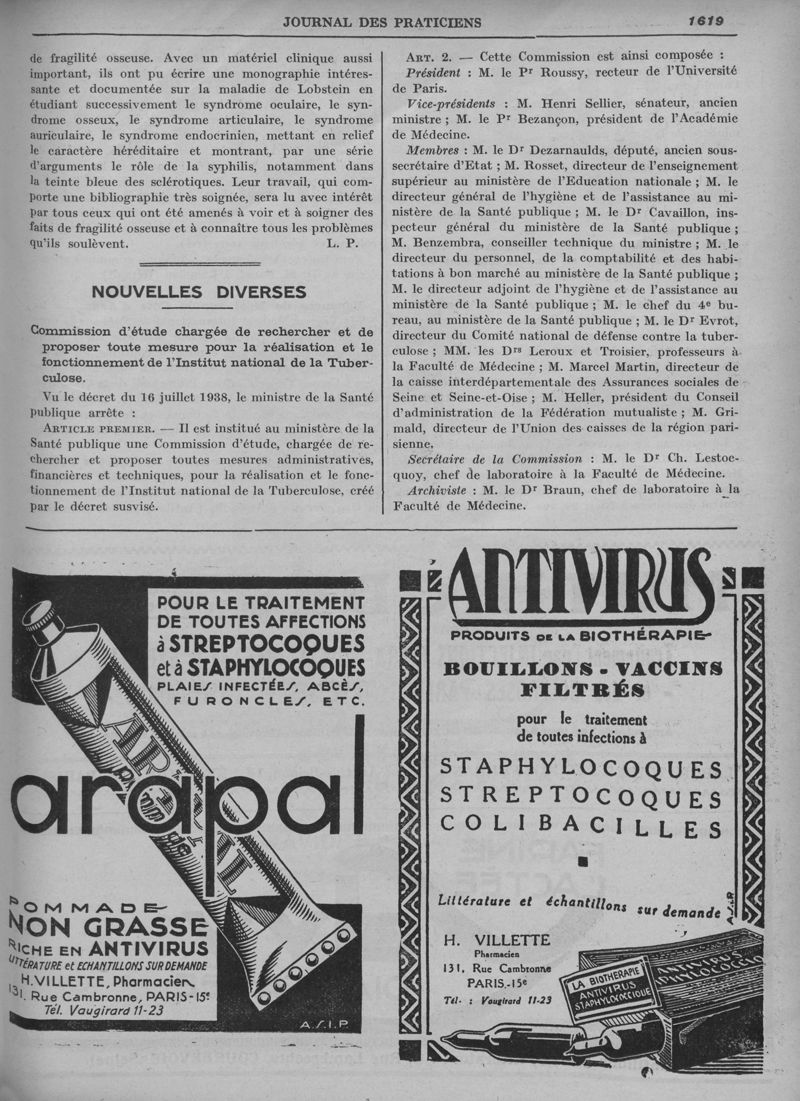 JOURNAL DES PRATICIENS
1619
de fragilité osseuse. Avec un matériel clinique aussi
important, ils ont pu écrire une monographie intéres-
sante et documentée sur la maladie de Lobstein en
étudiant successivement le syndrome oculaire, le syn-
drome osseux, le syndrome articulaire, le syndrome
auriculaire, le syndrome endocrinien, mettant en relief
le caractère héréditaire et montrant, par une série
d'arguments le rôle de la syphilis, notamment dans
la teinte bleue des sclérotiques. Leur travail, qui com-
porte une bibliographie très soignée, sera lu avec intérêt
par tous ceux qui ont été amenés à voir et à soigner des
faits de fragilité osseuse et à connaître tous les problèmes
qu'ils soulèvent. L. P.
NOUVELLES DIVERSES
Commission d'étude chargée de rechercher et de
proposer toute mesure pour la réalisation et le
fonctionnement de l'Institut national de la Tuber-
culose.
Vu le décret du 16 juillet 1938, le ministre de la Santé
publique arrête :
ARTICLE PREMIER. — Il est institué au ministère de la
Santé publique une Commission d'étude, chargée de re-
chercher et proposer toutes mesures administratives,
financières et techniques, pour la réalisation et le fonc-
tionnement de l'Institut national de la Tuberculose, créé
par le décret susvisé.
ART. 2. — Cette Commission est ainsi composée :
Président : M. le Pr Roussy, recteur de l'Université
de Paris.
Vice-présidents : M. Henri Sellier, sénateur, ancien
ministre ; M. le Pr Bezançon, président de l'Académie
de Médecine.
Membres : M. le Dr Dezarnaulds, député, ancien sous-
secrétaire d'Etat ; M. Rosset, directeur de l'enseignement
supérieur au ministère de l'Education nationale ; M. le
directeur général de l'hygiène et de l'assistance au mi-
nistère de la Santé publique ; M. le Dr Cavaillon, ins-
pecteur général du ministère de la Santé publique ;
M. Benzembra, conseiller technique du ministre ; M. le
directeur du personnel, de la comptabilité et des habi-
tations à bon marché au ministère de la Santé publique ;
M. le directeur adjoint de l'hygiène et de l'assistance au
ministère de la Santé publique ; M. le chef du 4e bu-
reau, au ministère de la Santé publique ; M. le Dr Evrot,
directeur du Comité national de défense contre la tuber-
culose ; MM. les Drs Leroux et Troisier, professeurs à
la Faculté de Médecine ; M. Marcel Martin, directeur de
la caisse interdépartementale des Assurances sociales de
Seine et Seine-et-Oise ; M. Heller, président du Conseil
d'administration de la Fédération mutualiste ; M. Gri-
mald, directeur de l'Union des caisses de la région pari-
sienne.
Secrétaire de la Commission : M. le Dr Ch. Lestoc-
quoy, chef de laboratoire à la Faculté de Médecine.
Archiviste : M. le Dr Braun, chef de laboratoire à la
Faculté de Médecine.
POUR LE TRAITEMENT
DE TOUTES AFFECTIONS
à STREPTOCOQUES
et à STAPHYLOCOQUES
PLAIES INFECTÉES, ABCÈS,
FURONCLES, ETC.
arapal
POMMADE
NON GRASSE
RICHE EN ANTIVIRUS
LITTÉRATURE et ECHANTILLONS SUR DEMANDE
H. VILLETTE, Pharmacien,
131, Rue Cambronne, PARIS-15e
Tél. Vaugirard 11-23
A.S.I.P.
ANTIVIRUS
PRODUITS DE LA BIOTHÉRAPIE
BOUILLONS - VACCINS
FILTRÉS
pour le traitement
de toutes infections à
STAPHYLOCOQUES
STREPTOCOQUES
COLIBACILLES
Littérature et échantillons sur demande
H. VILLETTE
Pharmacien
131, Rue Cambronne
PARIS.-15e
Tél. : Vaugirard 11-23
LA BIOTHERAPIE
ANTIVIRUS
STAPHYLOCOCCIQUE